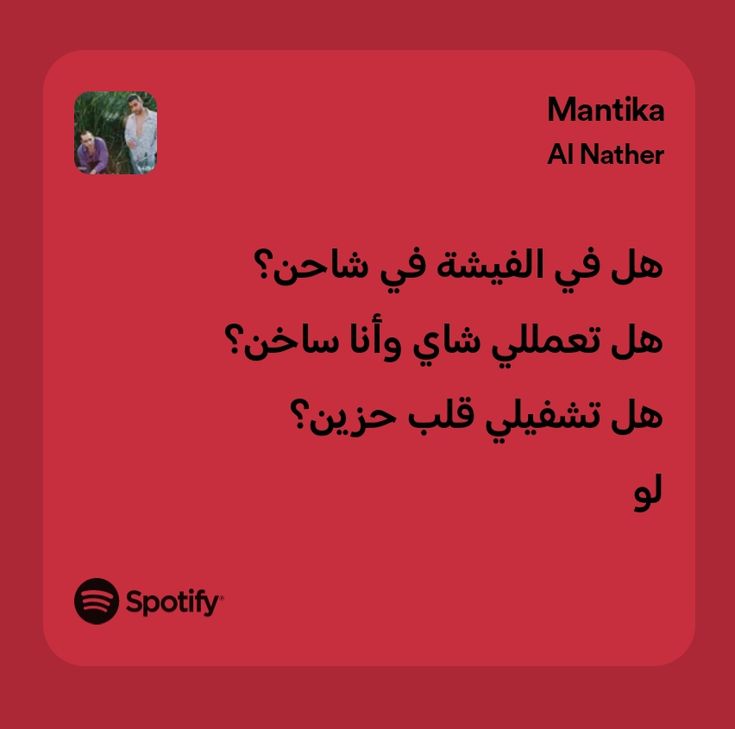 Mantika
Al Nather
هل في الفيشة في شاحن؟
هل تعمللي شاي وأنا ساخن؟
هل تشفيلي قلب حزين؟
لو
Spotify®